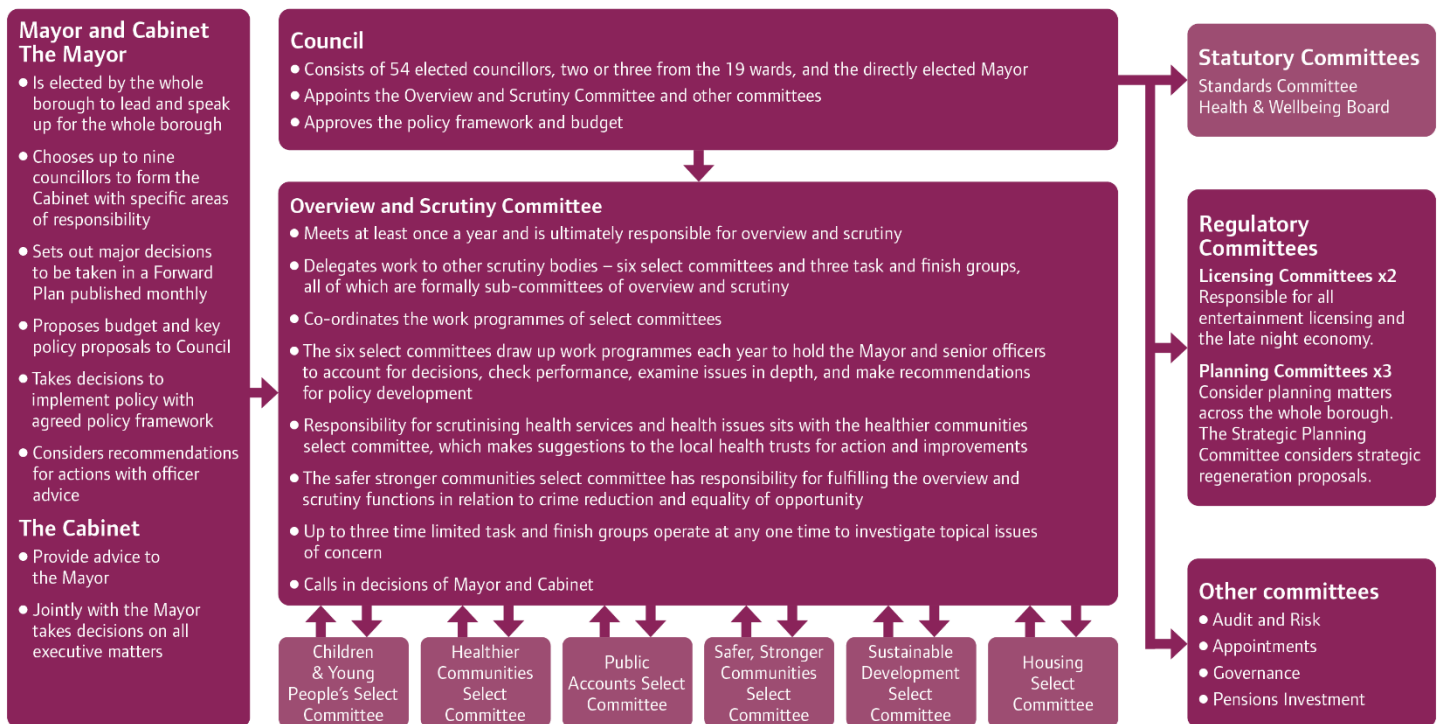 Mayor and Cabinet
The Mayor
• Is elected by the whole
borough to lead and speak
up for the whole borough
• Chooses up to nine
councillors to form the
Cabinet with specific areas
of responsibility
• Sets out major decisions
to be taken in a Forward
Plan published monthly
• Proposes budget and key
policy proposals to Council
• Takes decisions to
implement policy with
agreed policy framework
• Considers recommendations
for actions with officer
advice
The Cabinet
• Provide advice to
the Mayor
• Jointly with the Mayor
takes decisions on all
executive matters
Council
• Consists of 54 elected councillors, two or three from the 19 wards, and the directly elected Mayor
• Appoints the Overview and Scrutiny Committee and other committees
• Approves the policy framework and budget
Overview and Scrutiny Committee
• Meets at least once a year and is ultimately responsible for overview and scrutiny
• Delegates work to other scrutiny bodies – six select committees and three task and finish groups,
all of which are formally sub-committees of overview and scrutiny
• Co-ordinates the work programmes of select committees
• The six select committees draw up work programmes each year to hold the Mayor and senior officers
to account for decisions, check performance, examine issues in depth, and make recommendations
for policy development
• Responsibility for scrutinising health services and health issues sits with the healthier communities
select committee, which makes suggestions to the local health trusts for action and improvements
• The safer stronger communities select committee has responsibility for fulfilling the overview and
scrutiny functions in relation to crime reduction and equality of opportunity
• Up to three time limited task and finish groups operate at any one time to investigate topical issues
of concern
• Calls in decisions of Mayor and Cabinet
Children
& Young
People's Select
Committee
Healthier
Communities
Select
Committee
Public
Accounts Select
Committee
Safer, Stronger
Communities
Select
Committee
Sustainable
Development
Select
Committee
Housing
Select
Committee
Statutory Committees
Standards Committee
Health & Wellbeing Board
Regulatory
Committees
Licensing Committees x2
Responsible for all
entertainment licensing and
the late night economy.
Planning Committees x3
Consider planning matters
across the whole borough.
The Strategic Planning
Committee considers strategic
regeneration proposals.
Other committees
• Audit and Risk
• Appointments
• Governance
• Pensions Investment